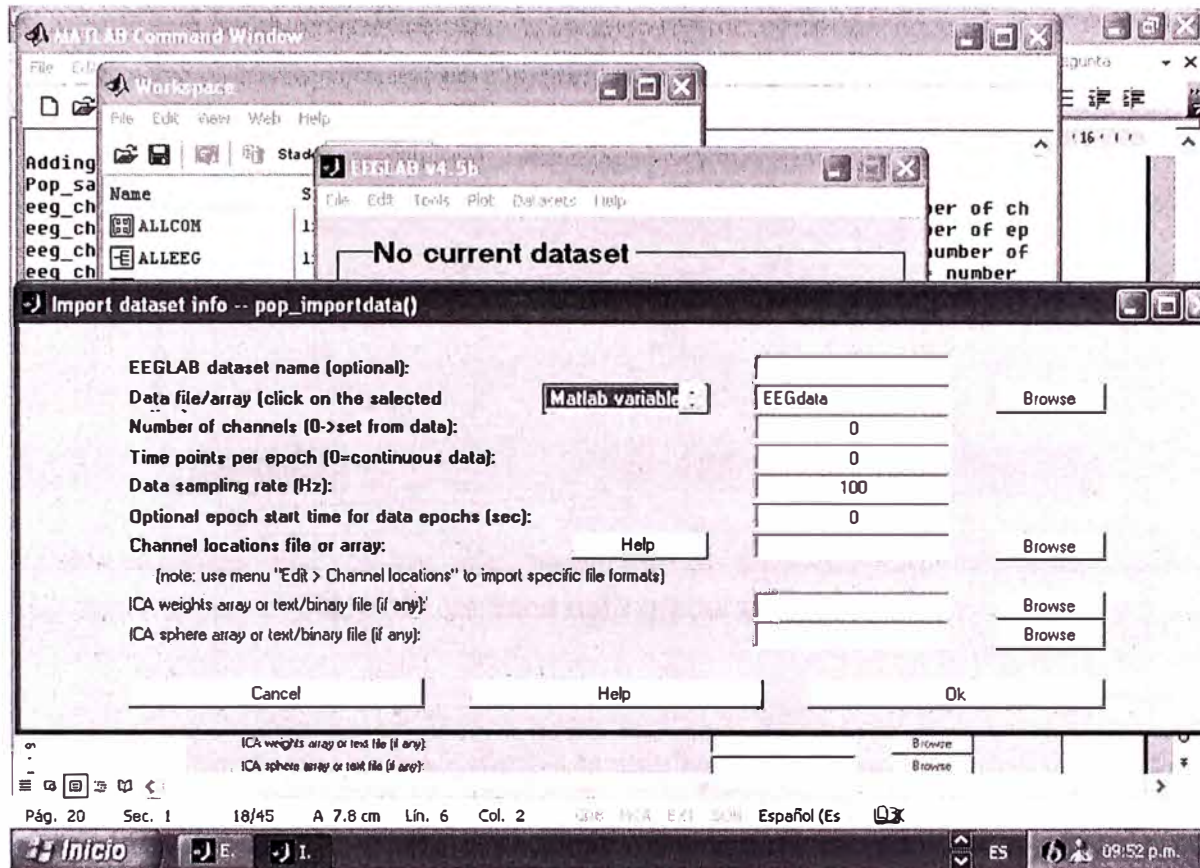 MATLAB Command Window
File Edit
Workspace
File Edit View Web Help
Stack
EEGLAB v4.5b
File Edit Tools Plot Datasets Help
No current dataset
Adding
Pop_sa
eeg_ch
eeg_ch
eeg_ch
eeg_ch
Name S
ALLCOM
ALLEEG
16
ber of ch
ber of ep
number of
number
Import dataset info -- pop_importdata()
EEGLAB dataset name (optional):
Data file/array (click on the selected Matlab variable EEGdata Browse
Number of channels (0->set from data): 0
Time points per epoch (0=continuous data): 0
Data sampling rate (Hz): 100
Optional epoch start time for data epochs (sec): 0
Channel locations file or array: Help Browse
(note: use menu "Edit > Channel locations" to import specific file formats)
ICA weights array or text/binary file (if any): Browse
ICA sphere array or text/binary file (if any): Browse
Cancel Help Ok
ICA weights array or text file (if any): Browse
ICA sphere array or text file (if any): Browse
Pág. 20 Sec. 1 18/45 A 7.8 cm Lín. 6 Col. 2 Español (Es
Inicio E. I. ES 09:52 p.m.